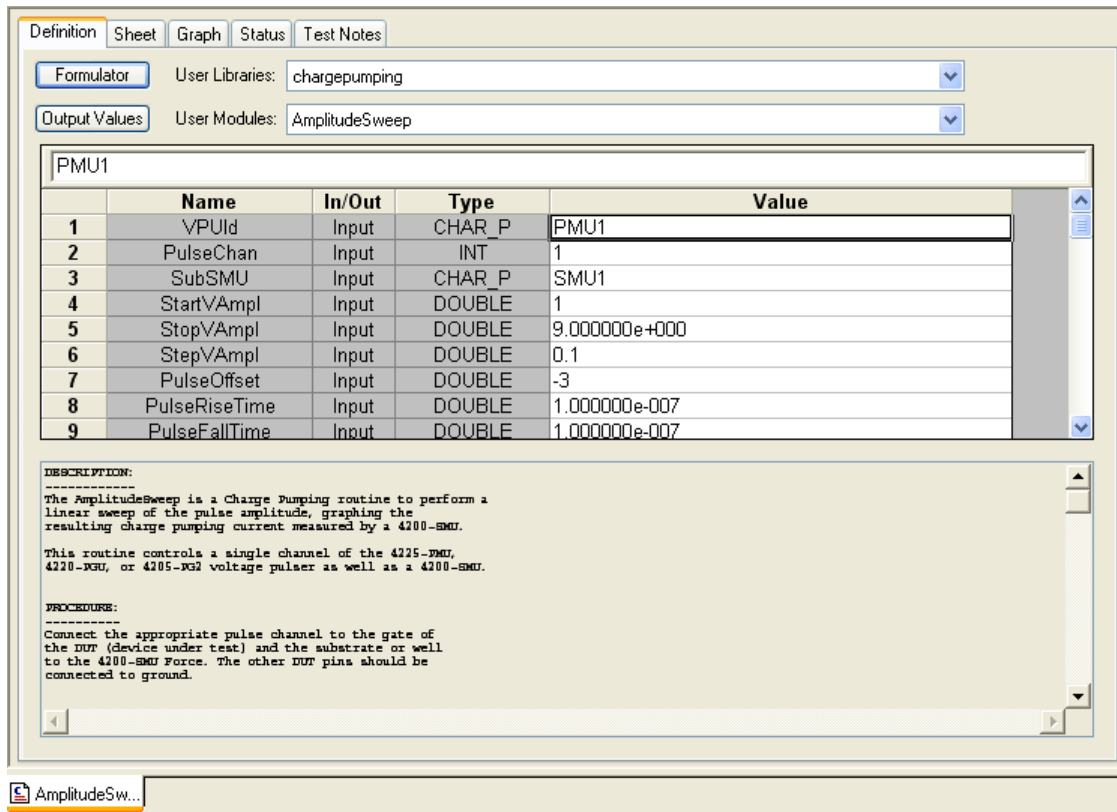 Definition Sheet Graph Status Test Notes
Formulator User Libraries: chargepumping
Output Values User Modules: AmplitudeSweep
PMU1
Name In/Out Type Value
1 VPUId Input CHAR_P PMU1
2 PulseChan Input INT 1
3 SubSMU Input CHAR_P SMU1
4 StartVAmpl Input DOUBLE 1
5 StopVAmpl Input DOUBLE 9.000000e+000
6 StepVAmpl Input DOUBLE 0.1
7 PulseOffset Input DOUBLE -3
8 PulseRiseTime Input DOUBLE 1.000000e-007
9 PulseFallTime Input DOUBLE 1.000000e-007
DESCRIPTION:
------------
The AmplitudeSweep is a Charge Pumping routine to perform a
linear sweep of the pulse amplitude, graphing the
resulting charge pumping current measured by a 4200-SMU.
This routine controls a single channel of the 4225-PMU,
4220-PGU, or 4205-PG2 voltage pulser as well as a 4200-SMU.
PROCEDURE:
----------
Connect the appropriate pulse channel to the gate of
the DUT (device under test) and the substrate or well
to the 4200-SMU Force. The other DUT pins should be
connected to ground.
AmplitudeSw...